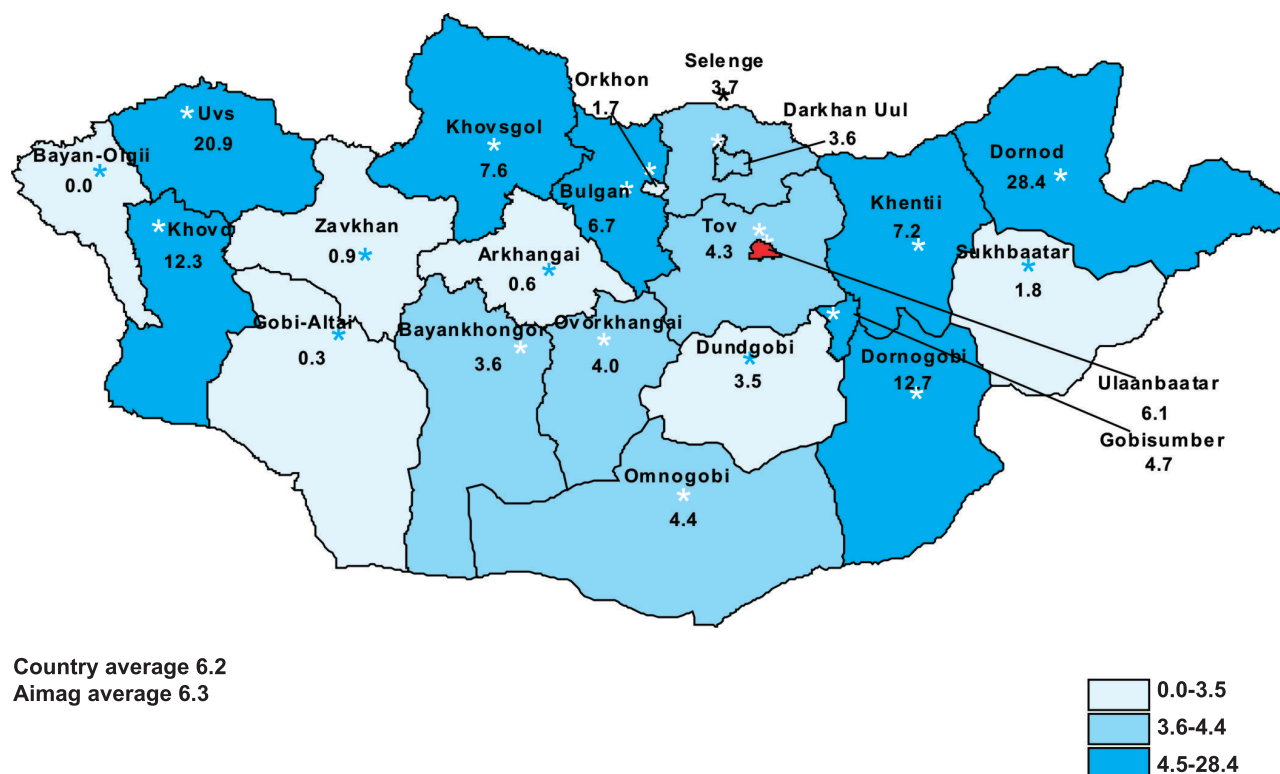 Selenge
3.7
Orkhon
1.7
Darkhan Uul
3.6
Uvs
20.9
Khovsgol
7.6
Bayan-Olgii
0.0
Dornod
28.4
Bulgan
6.7
Khentii
7.2
Khovd
12.3
Zavkhan
0.9
Tov
4.3
Arkhangai
0.6
Sukhbaatar
1.8
Gobi-Altai
0.3
Bayankhongor
3.6
Ovorkhangai
4.0
Dundgobi
3.5
Dornogobi
12.7
Ulaanbaatar
6.1
Gobisumber
4.7
Omnogobi
4.4
Country average 6.2
Aimag average 6.3
0.0-3.5
3.6-4.4
4.5-28.4